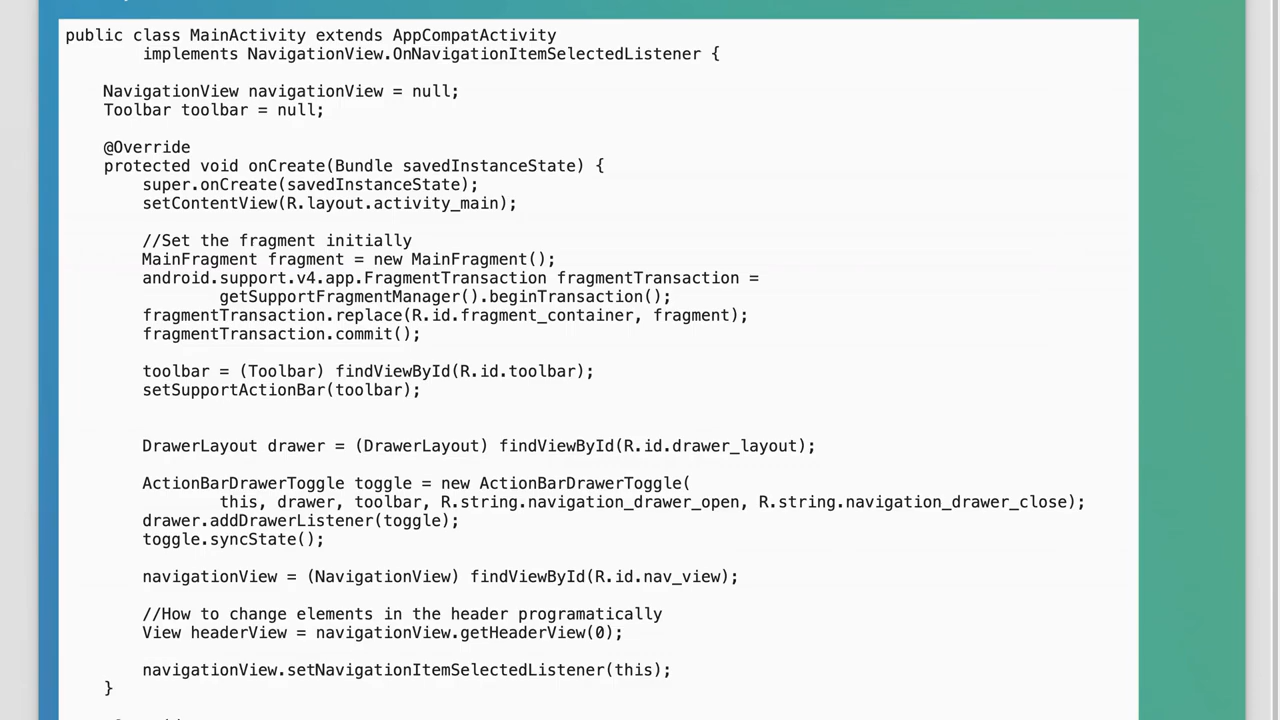 public class MainActivity extends AppCompatActivity
implements NavigationView.OnNavigationItemSelectedListener {
NavigationView navigationView = null;
Toolbar toolbar = null;
@Override
protected void onCreate(Bundle savedInstanceState) {
super.onCreate(savedInstanceState);
setContentView(R.layout.activity_main);
//Set the fragment initially
MainFragment fragment = new MainFragment();
android.support.v4.app.FragmentTransaction fragmentTransaction =
getSupportFragmentManager().beginTransaction();
fragmentTransaction.replace(R.id.fragment_container, fragment);
fragmentTransaction.commit();
toolbar = (Toolbar) findViewById(R.id.toolbar);
setSupportActionBar(toolbar);
DrawerLayout drawer = (DrawerLayout) findViewById(R.id.drawer_layout);
ActionBarDrawerToggle toggle = new ActionBarDrawerToggle(
this, drawer, toolbar, R.string.navigation_drawer_open, R.string.navigation_drawer_close);
drawer.addDrawerListener(toggle);
toggle.syncState();
navigationView = (NavigationView) findViewById(R.id.nav_view);
//How to change elements in the header programatically
View headerView = navigationView.getHeaderView(0);
navigationView.setNavigationItemSelectedListener(this);
}